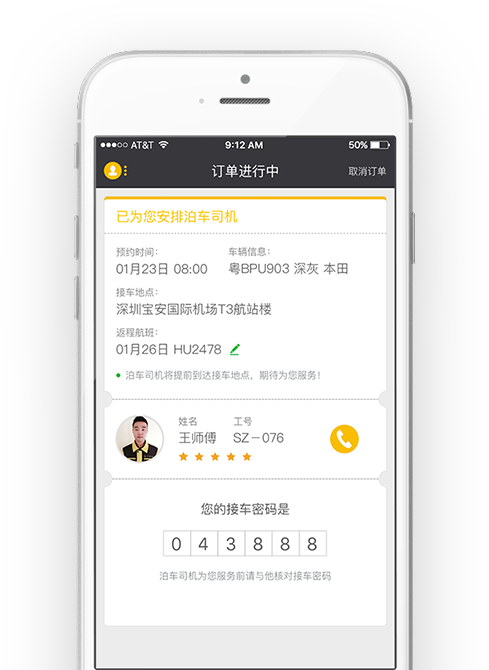 AT&T 9:12 AM 50%
订单进行中 取消订单
已为您安排泊车司机
预约时间： 车辆信息：
01月23日 08:00 粤BPU903 深灰 本田
接车地点：
深圳宝安国际机场T3航站楼
返程航班：
01月26日 HU2478
泊车司机将提前到达接车地点，期待为您服务！
姓名 工号
王师傅 SZ－076
您的接车密码是
0 4 3 8 8 8
泊车司机为您服务前请与他核对接车密码